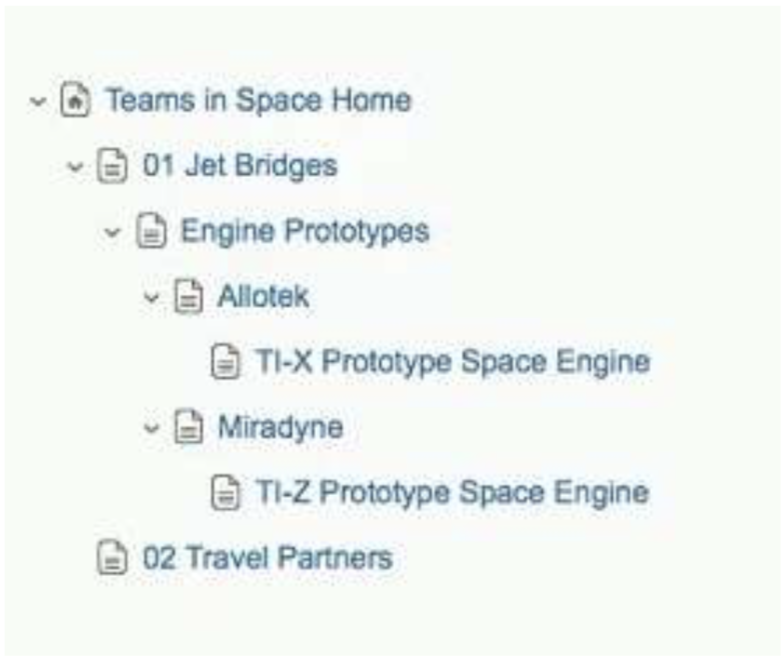 Teams in Space Home
01 Jet Bridges
Engine Prototypes
Allotek
TI-X Prototype Space Engine
Miradyne
TI-Z Prototype Space Engine
02 Travel Partners